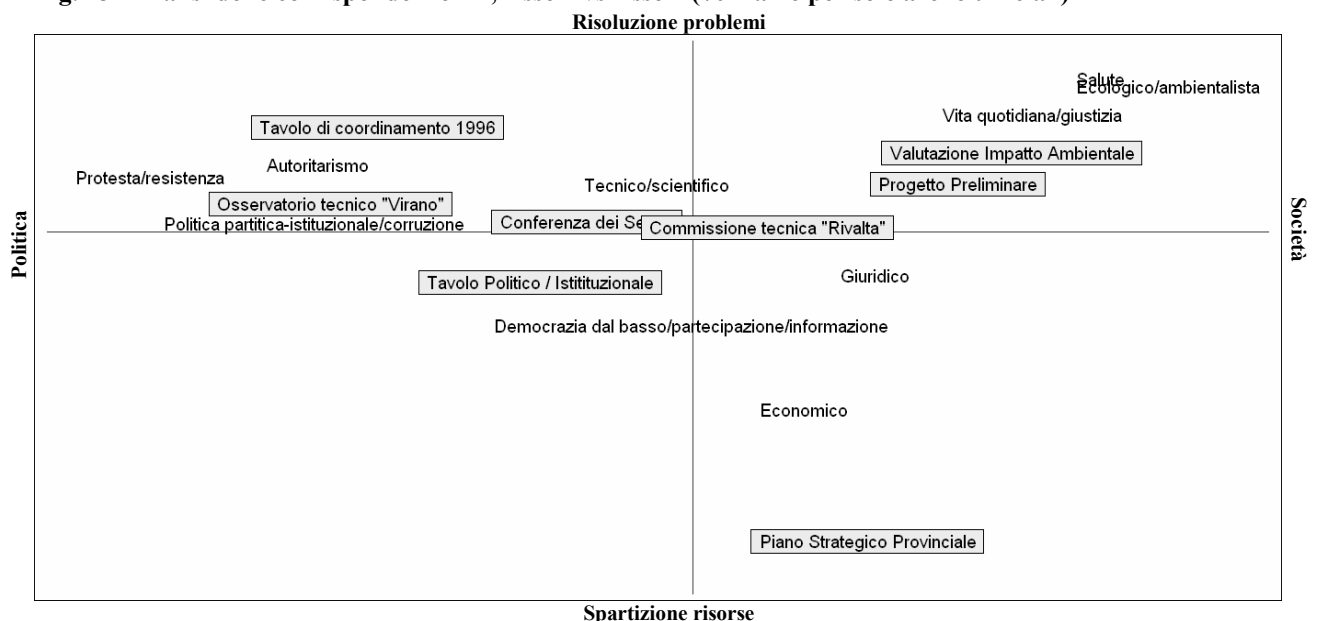 Risoluzione problemi
Salute
Ecologico/ambientalista
Vita quotidiana/giustizia
Tavolo di coordinamento 1996
Valutazione Impatto Ambientale
Autoritarismo
Protesta/resistenza
Tecnico/scientifico
Progetto Preliminare
Osservatorio tecnico "Virano"
Politica partitica-istituzionale/corruzione
Conferenza dei
Commissione tecnica "Rivalta"
Politica
Società
Tavolo Politico / Istitituzionale
Giuridico
Democrazia dal basso/partecipazione/informazione
Economico
Piano Strategico Provinciale
Spartizione risorse